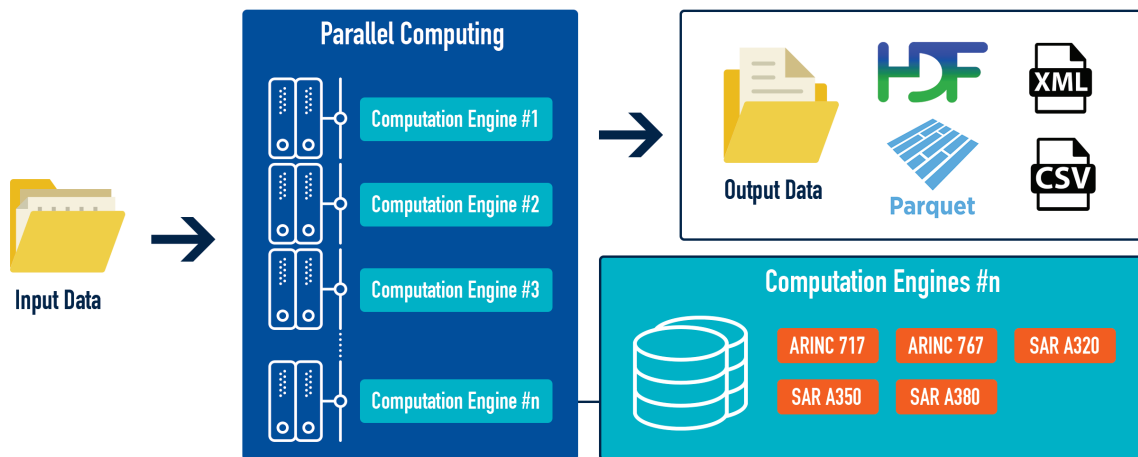 Input Data
Parallel Computing
Computation Engine #1
Computation Engine #2
Computation Engine #3
Computation Engine #n
Output Data
HDF
Parquet
XML
CSV
Computation Engines #n
ARINC 717
ARINC 767
SAR A320
SAR A350
SAR A380